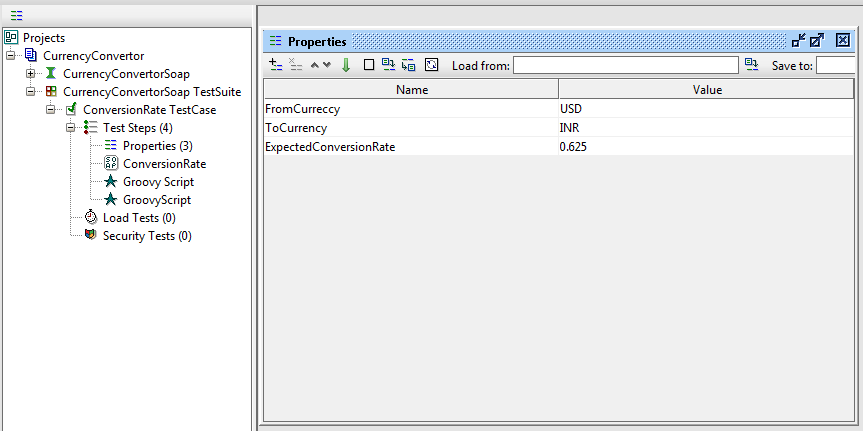 Projects
CurrencyConvertor
CurrencyConvertorSoap
CurrencyConvertorSoap TestSuite
ConversionRate TestCase
Test Steps (4)
Properties (3)
SOAP
ConversionRate
Groovy Script
GroovyScript
Load Tests (0)
Security Tests (0)
Properties
Load from:
Save to:
Name Value
FromCurreccy USD
ToCurrency INR
ExpectedConversionRate 0.625